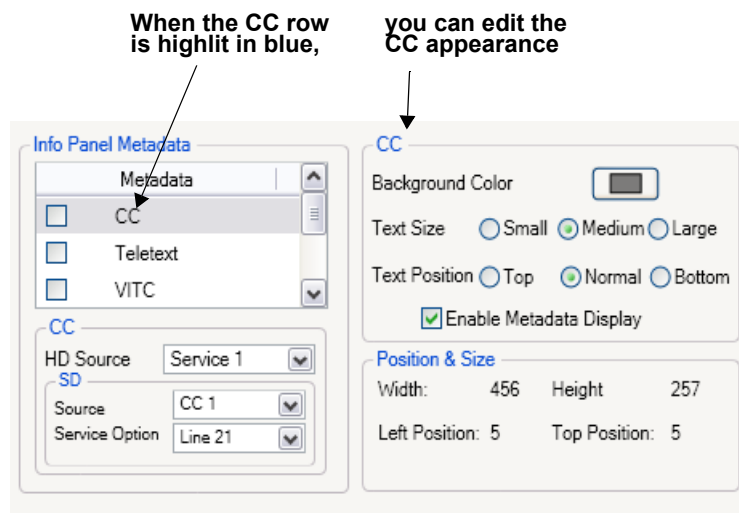 When the CC row
is highlit in blue,
you can edit the
CC appearance
Info Panel Metadata
Metadata
CC
Teletext
VITC
CC
HD Source Service 1
SD
Source CC 1
Service Option Line 21
CC
Background Color
Text Size Small Medium Large
Text Position Top Normal Bottom
Enable Metadata Display
Position & Size
Width: 456 Height 257
Left Position: 5 Top Position: 5